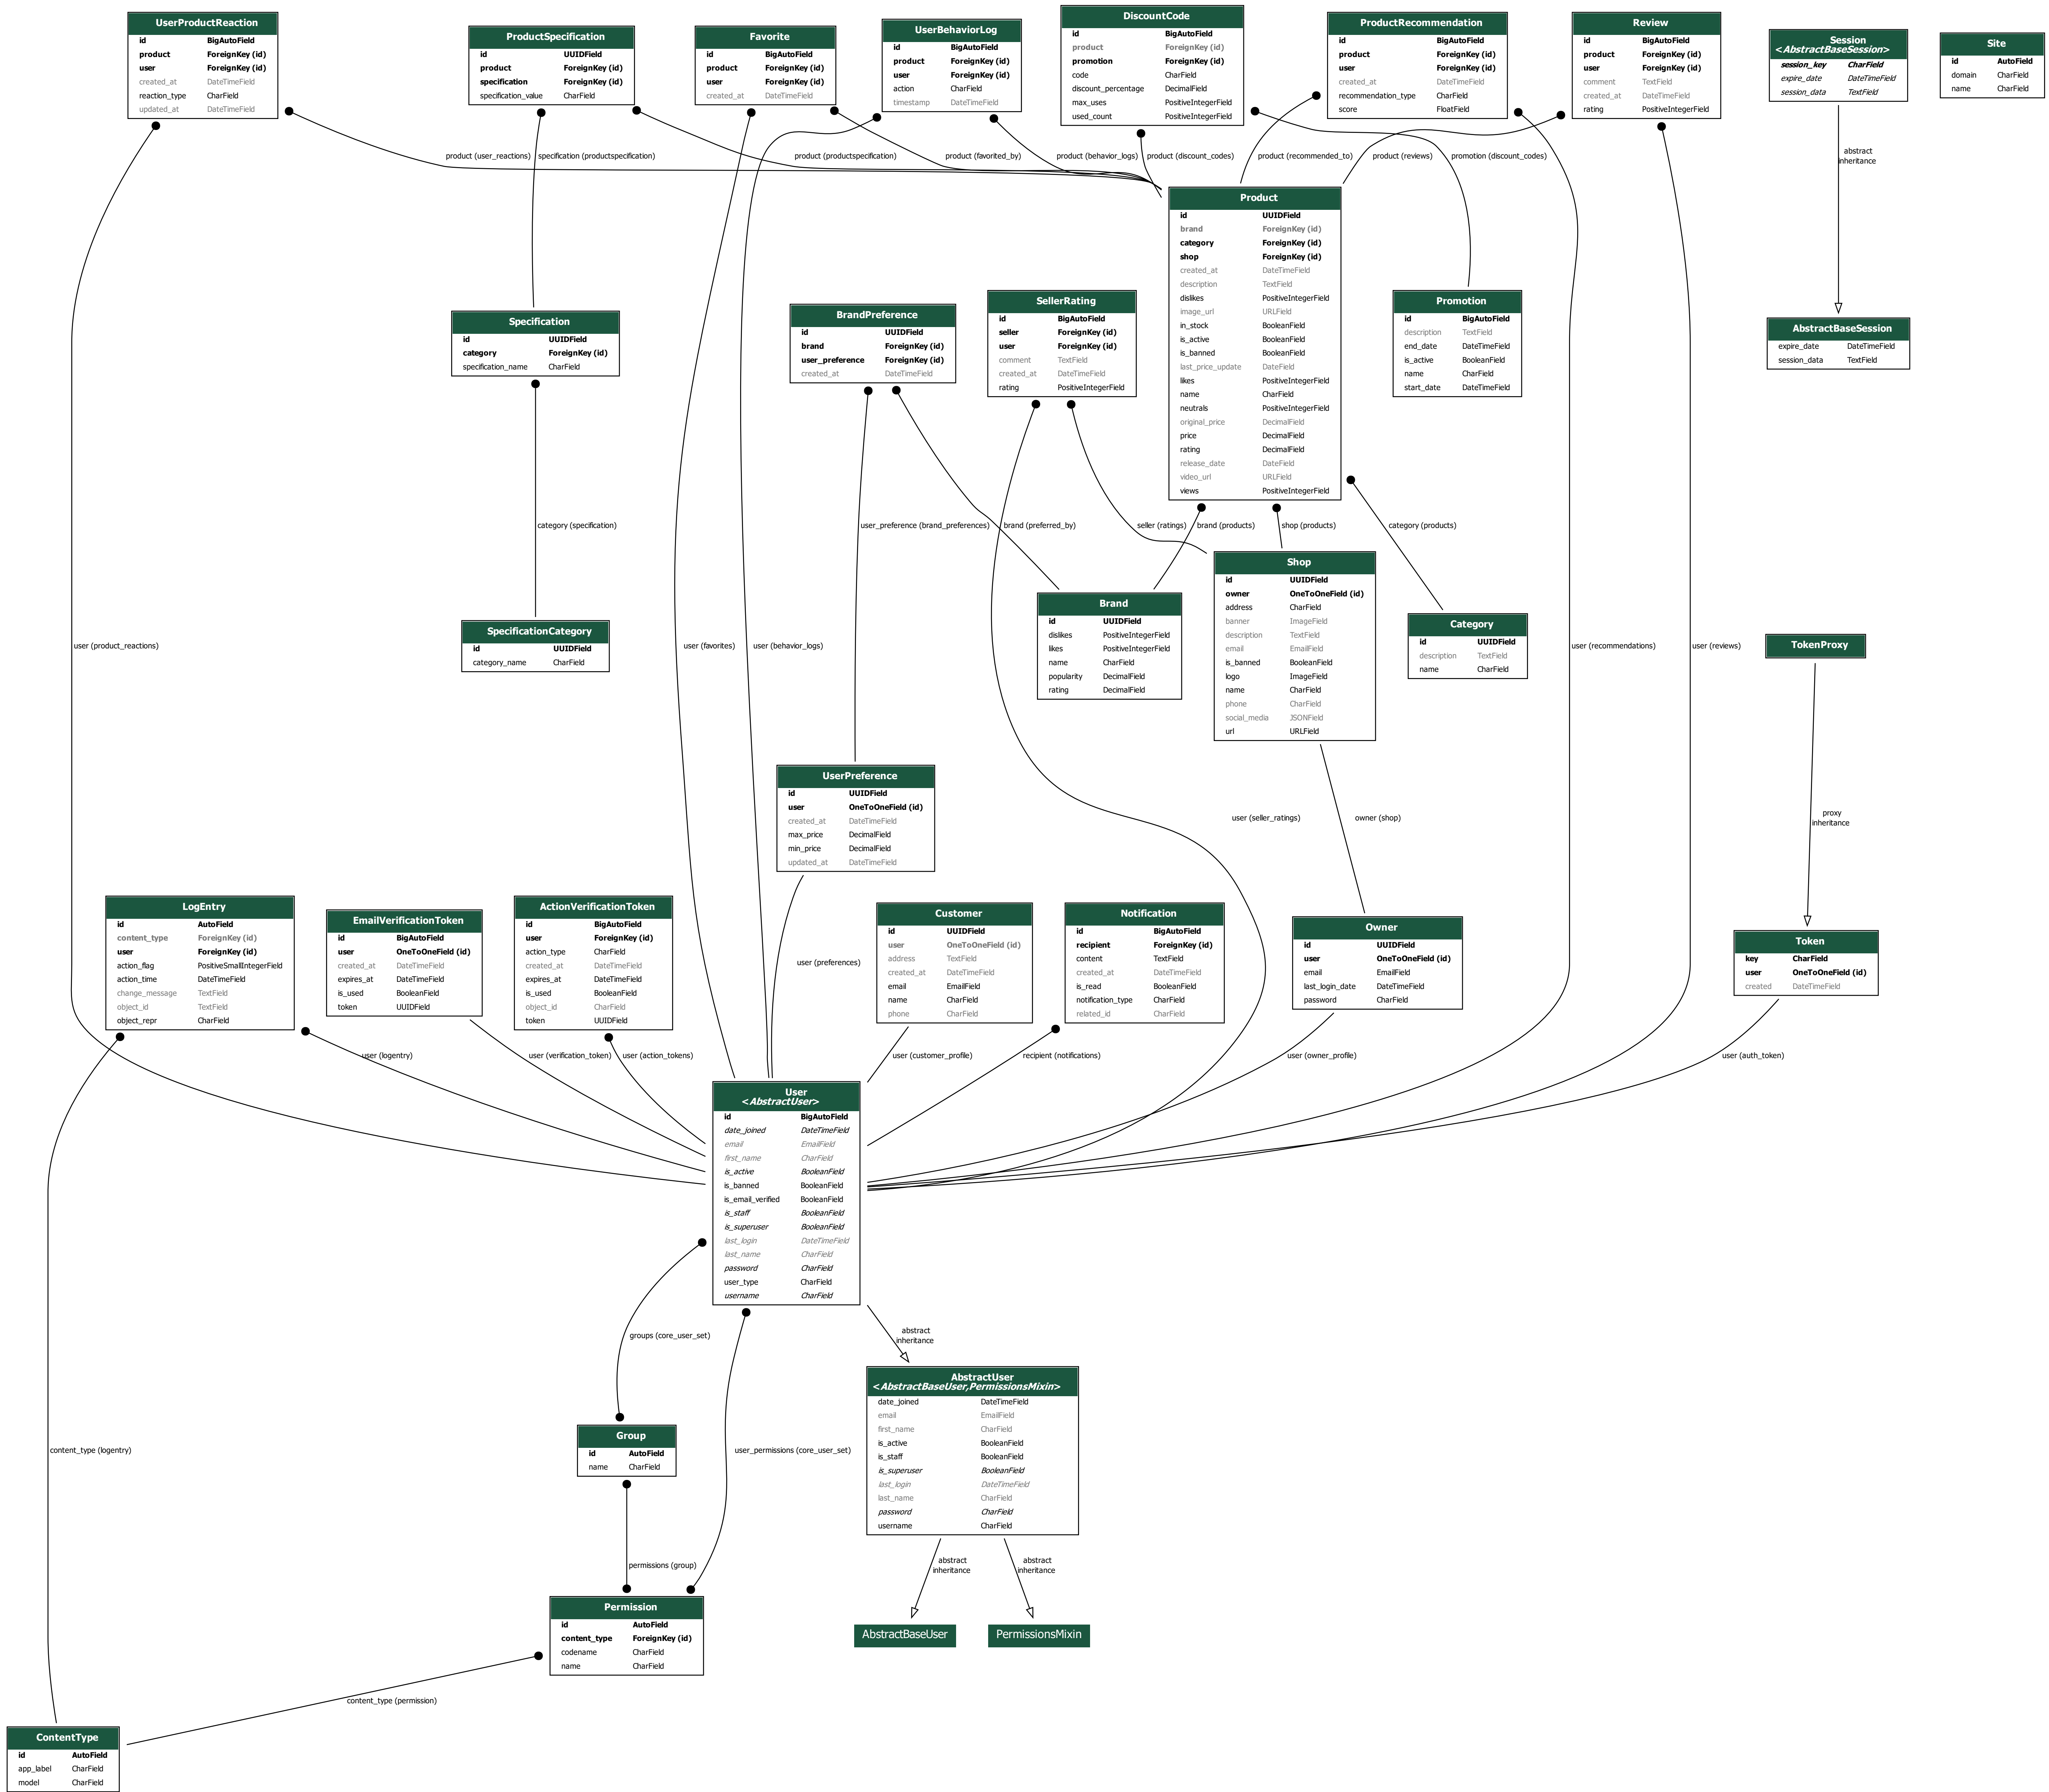 UserProductReaction
id BigAutoField
product ForeignKey (id)
user ForeignKey (id)
created_at DateTimeField
reaction_type CharField
updated_at DateTimeField
ProductSpecification
id UUIDField
product ForeignKey (id)
specification ForeignKey (id)
specification_value CharField
Favorite
id BigAutoField
product ForeignKey (id)
user ForeignKey (id)
created_at DateTimeField
UserBehaviorLog
id BigAutoField
product ForeignKey (id)
user ForeignKey (id)
action CharField
timestamp DateTimeField
DiscountCode
id BigAutoField
product ForeignKey (id)
promotion ForeignKey (id)
code CharField
discount_percentage DecimalField
max_uses PositiveIntegerField
used_count PositiveIntegerField
ProductRecommendation
id BigAutoField
product ForeignKey (id)
user ForeignKey (id)
created_at DateTimeField
recommendation_type CharField
score FloatField
Review
id BigAutoField
product ForeignKey (id)
user ForeignKey (id)
comment TextField
created_at DateTimeField
rating PositiveIntegerField
Session
<AbstractBaseSession>
session_key CharField
expire_date DateTimeField
session_data TextField
Site
id AutoField
domain CharField
name CharField
product (user_reactions)
specification (productspecification)
product (productspecification)
product (favorited_by)
product (behavior_logs)
product (discount_codes)
product (recommended_to)
product (reviews)
promotion (discount_codes)
abstract
inheritance
Product
id UUIDField
brand ForeignKey (id)
category ForeignKey (id)
shop ForeignKey (id)
created_at DateTimeField
description TextField
dislikes PositiveIntegerField
image_url URLField
in_stock BooleanField
is_active BooleanField
is_banned BooleanField
last_price_update DateField
likes PositiveIntegerField
name CharField
neutrals PositiveIntegerField
original_price DecimalField
price DecimalField
rating DecimalField
release_date DateField
video_url URLField
views PositiveIntegerField
Specification
id UUIDField
category ForeignKey (id)
specification_name CharField
BrandPreference
id UUIDField
brand ForeignKey (id)
user_preference ForeignKey (id)
created_at DateTimeField
SellerRating
id BigAutoField
seller ForeignKey (id)
user ForeignKey (id)
comment TextField
created_at DateTimeField
rating PositiveIntegerField
Promotion
id BigAutoField
description TextField
end_date DateTimeField
is_active BooleanField
name CharField
start_date DateTimeField
AbstractBaseSession
expire_date DateTimeField
session_data TextField
category (specification)
user_preference (brand_preferences)
brand (preferred_by)
seller (ratings)
brand (products)
shop (products)
category (products)
Shop
id UUIDField
owner OneToOneField (id)
address CharField
banner ImageField
description TextField
email EmailField
is_banned BooleanField
logo ImageField
name CharField
phone CharField
social_media JSONField
url URLField
Brand
id UUIDField
dislikes PositiveIntegerField
likes PositiveIntegerField
name CharField
popularity DecimalField
rating DecimalField
Category
id UUIDField
description TextField
name CharField
SpecificationCategory
id UUIDField
category_name CharField
TokenProxy
user (product_reactions)
user (favorites)
user (behavior_logs)
user (recommendations)
user (reviews)
UserPreference
id UUIDField
user OneToOneField (id)
created_at DateTimeField
max_price DecimalField
min_price DecimalField
updated_at DateTimeField
user (seller_ratings)
owner (shop)
proxy
inheritance
LogEntry
id AutoField
content_type ForeignKey (id)
user ForeignKey (id)
action_flag PositiveSmallIntegerField
action_time DateTimeField
change_message TextField
object_id TextField
object_repr CharField
EmailVerificationToken
id BigAutoField
user OneToOneField (id)
created_at DateTimeField
expires_at DateTimeField
is_used BooleanField
token UUIDField
ActionVerificationToken
id BigAutoField
user ForeignKey (id)
action_type CharField
created_at DateTimeField
expires_at DateTimeField
is_used BooleanField
object_id CharField
token UUIDField
user (preferences)
Customer
id UUIDField
user OneToOneField (id)
address TextField
created_at DateTimeField
email EmailField
name CharField
phone CharField
Notification
id BigAutoField
recipient ForeignKey (id)
content TextField
created_at DateTimeField
is_read BooleanField
notification_type CharField
related_id CharField
Owner
id UUIDField
user OneToOneField (id)
email EmailField
last_login_date DateTimeField
password CharField
Token
key CharField
user OneToOneField (id)
created DateTimeField
user (logentry)
user (verification_token)
user (action_tokens)
user (customer_profile)
recipient (notifications)
user (owner_profile)
user (auth_token)
User
<AbstractUser>
id BigAutoField
date_joined DateTimeField
email EmailField
first_name CharField
is_active BooleanField
is_banned BooleanField
is_email_verified BooleanField
is_staff BooleanField
is_superuser BooleanField
last_login DateTimeField
last_name CharField
password CharField
user_type CharField
username CharField
groups (core_user_set)
abstract
inheritance
AbstractUser
<AbstractBaseUser,PermissionsMixin>
date_joined DateTimeField
email EmailField
first_name CharField
is_active BooleanField
is_staff BooleanField
is_superuser BooleanField
last_login DateTimeField
last_name CharField
password CharField
username CharField
Group
id AutoField
name CharField
content_type (logentry)
user_permissions (core_user_set)
permissions (group)
abstract
inheritance
abstract
inheritance
Permission
id AutoField
content_type ForeignKey (id)
codename CharField
name CharField
AbstractBaseUser
PermissionsMixin
content_type (permission)
ContentType
id AutoField
app_label CharField
model CharField